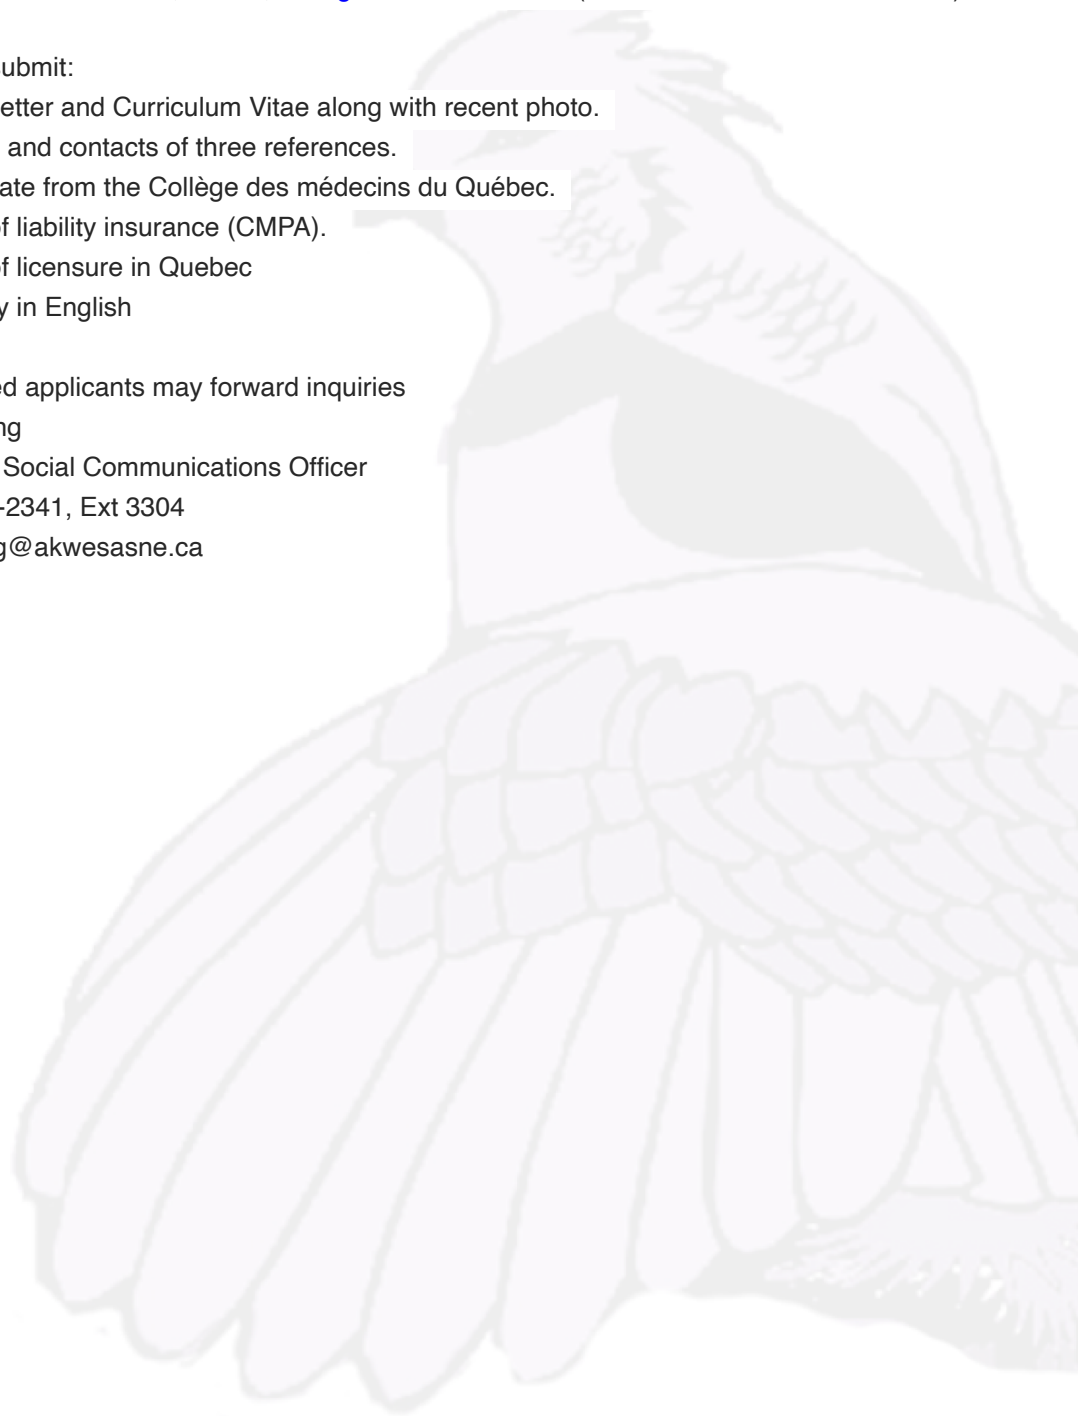 ubmit:
etter and Curriculum Vitae along with recent photo.
and contacts of three references.
ate from the Collège des médecins du Québec.
f liability insurance (CMPA).
f licensure in Quebec
y in English
ed applicants may forward inquiries
ng
Social Communications Officer
-2341, Ext 3304
g@akwesasne.ca